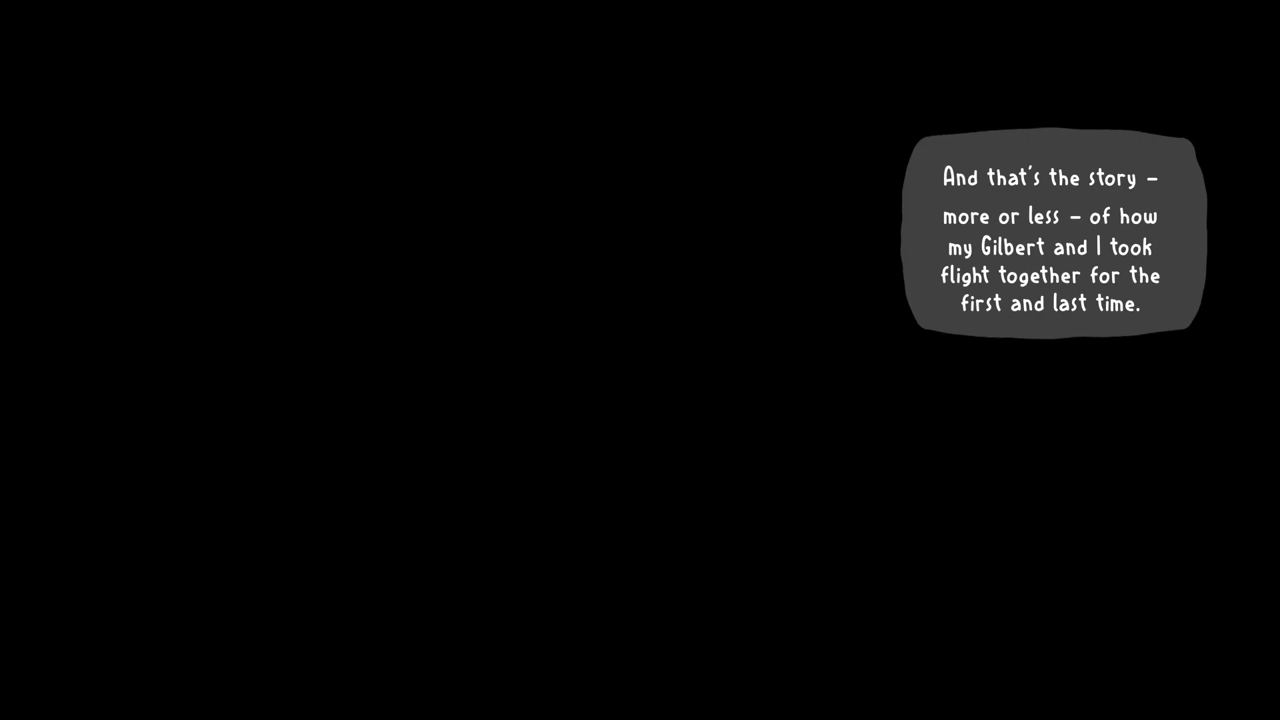 And that's the story –
more or less – of how
my Gilbert and I took
flight together for the
first and last time.